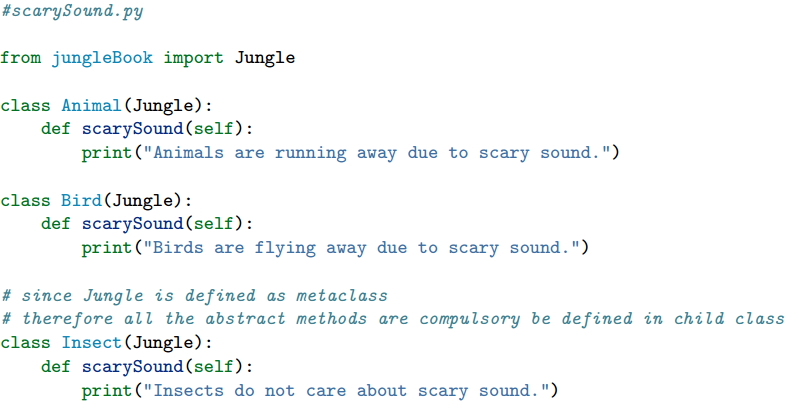 #scarySound.py
from jungleBook import Jungle
class Animal(Jungle):
    def scarySound(self):
        print("Animals are running away due to scary sound.")
class Bird(Jungle):
    def scarySound(self):
        print("Birds are flying away due to scary sound.")
# since Jungle is defined as metaclass
# therefore all the abstract methods are compulsory be defined in child class
class Insect(Jungle):
    def scarySound(self):
        print("Insects do not care about scary sound.")